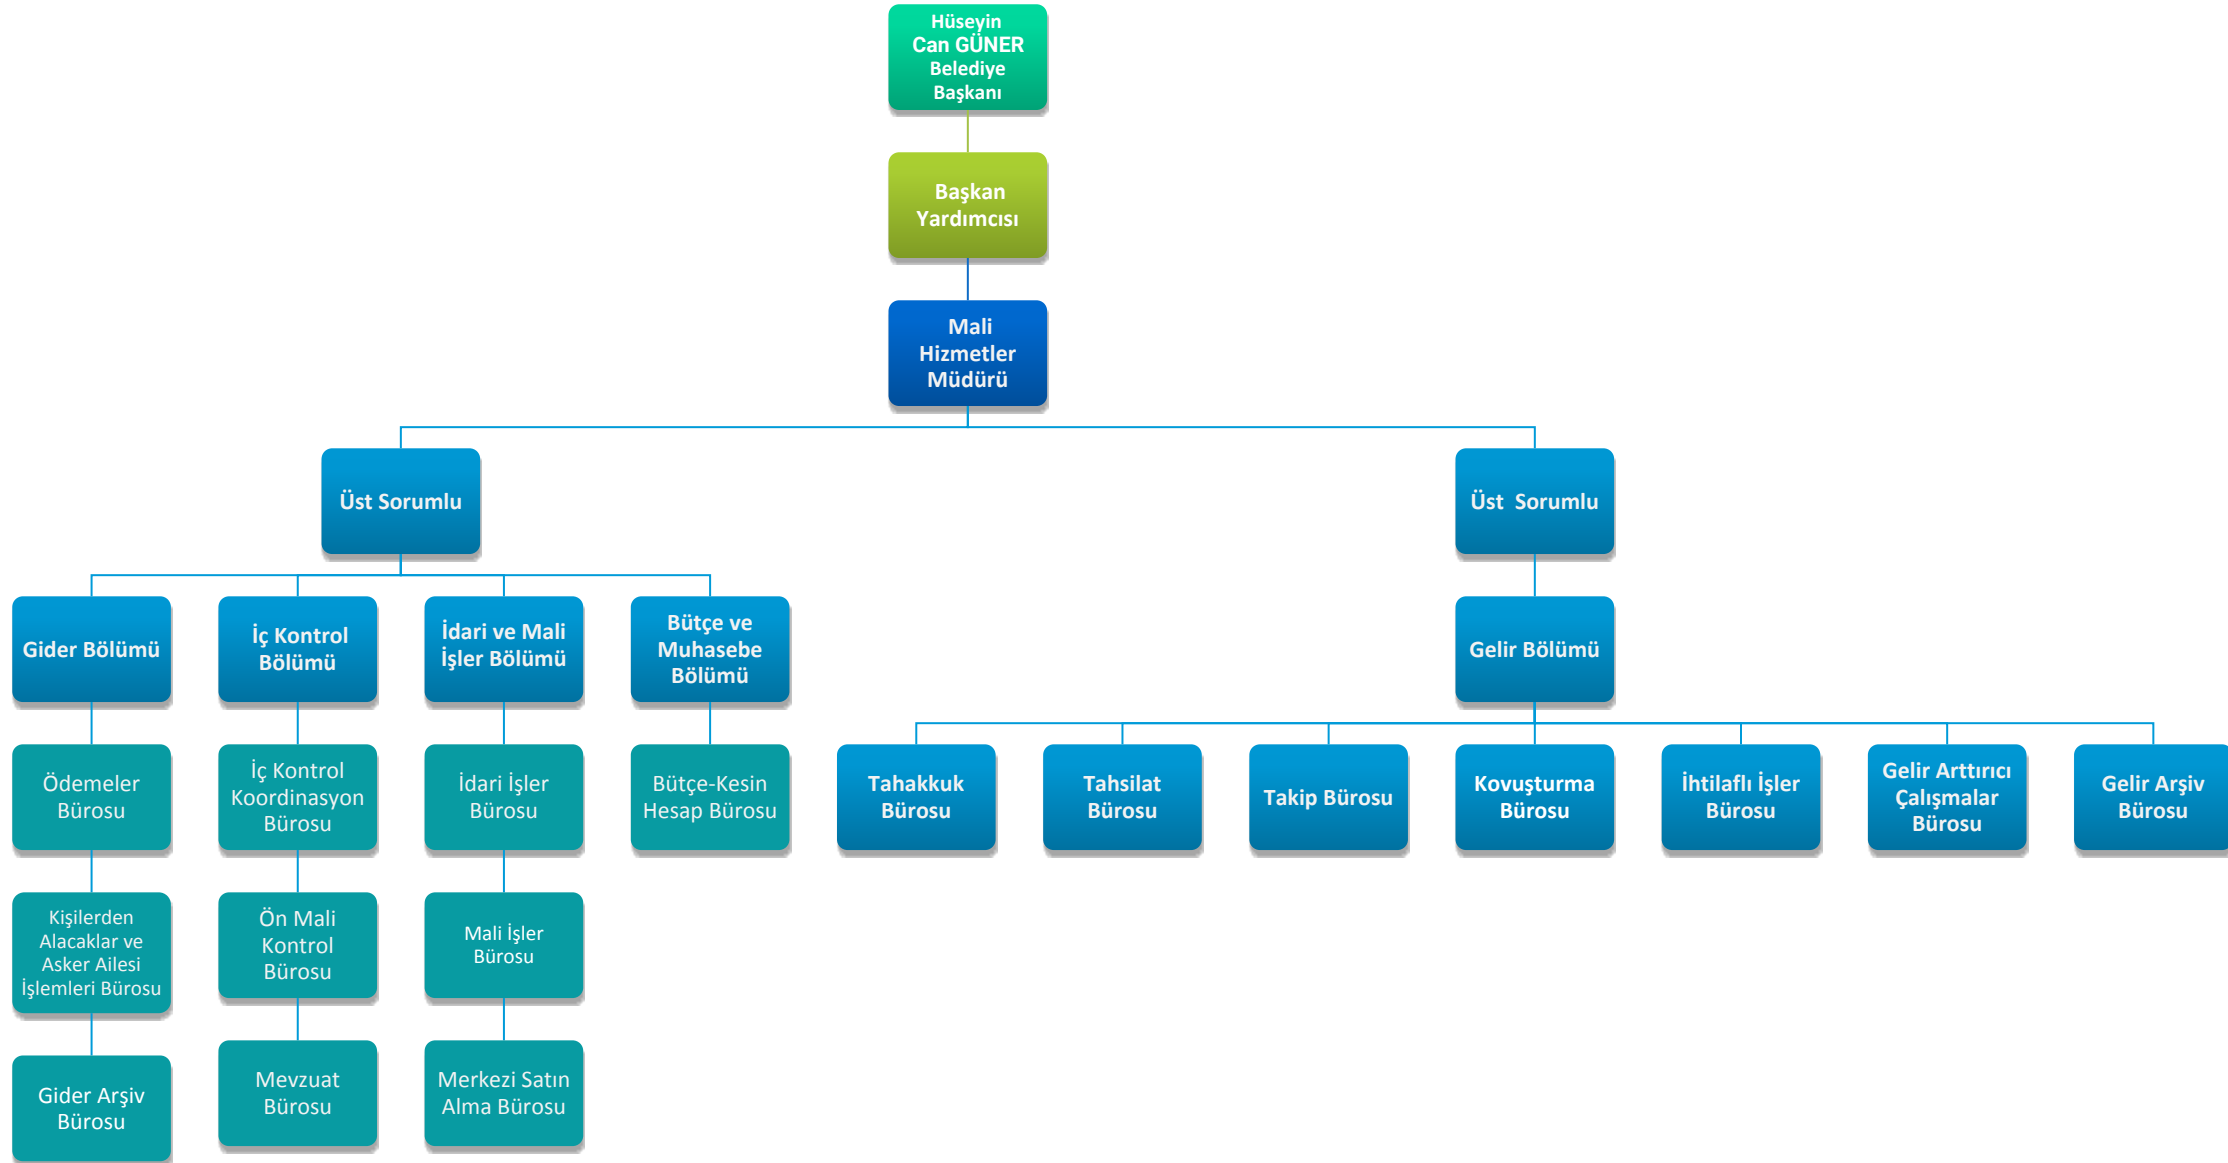 Hüseyin
Can GÜNER
Belediye
Başkanı
Başkan
Yardımcısı
Mali
Hizmetler
Müdürü
Üst Sorumlu
Üst  Sorumlu
Gider Bölümü
İç Kontrol
Bölümü
İdari ve Mali
İşler Bölümü
Bütçe ve
Muhasebe
Bölümü
Gelir Bölümü
Ödemeler
Bürosu
İç Kontrol
Koordinasyon
Bürosu
İdari İşler
Bürosu
Bütçe-Kesin
Hesap Bürosu
Tahakkuk
Bürosu
Tahsilat
Bürosu
Takip Bürosu
Kovuşturma
Bürosu
İhtilaflı İşler
Bürosu
Gelir Arttırıcı
Çalışmalar
Bürosu
Gelir Arşiv
Bürosu
Kişilerden
Alacaklar ve
Asker Ailesi
İşlemleri Bürosu
Ön Mali
Kontrol
Bürosu
Mali İşler
Bürosu
Gider Arşiv
Bürosu
Mevzuat
Bürosu
Merkezi Satın
Alma Bürosu